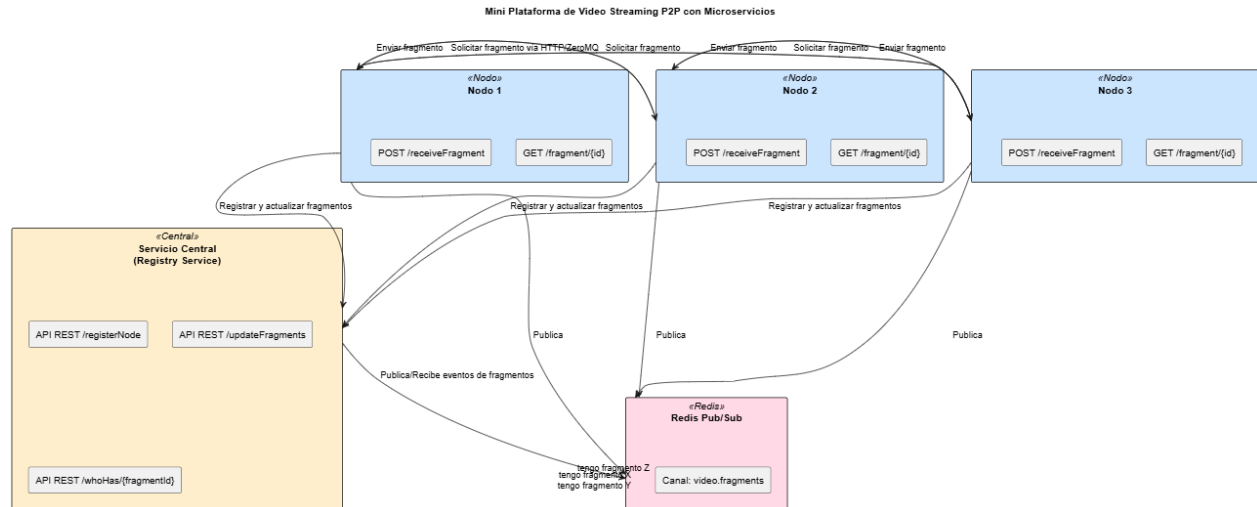 Mini Plataforma de Video Streaming P2P con Microservicios
Enviar fragmento
Solicitar fragmento via HTTP/ZeroMQ
Solicitar fragmento
Enviar fragmento
Solicitar fragmento
Enviar fragmento
«Nodo»
Nodo 1
POST /receiveFragment
GET /fragment/{id}
«Nodo»
Nodo 2
POST /receiveFragment
GET /fragment/{id}
«Nodo»
Nodo 3
POST /receiveFragment
GET /fragment/{id}
Registrar y actualizar fragmentos
Registrar y actualizar fragmentos
Registrar y actualizar fragmentos
«Central»
Servicio Central
(Registry Service)
API REST /registerNode
API REST /updateFragments
API REST /whoHas/{fragmentId}
Publica
Publica
Publica
Publica/Recibe eventos de fragmentos
«Redis»
Redis Pub/Sub
Canal: video.fragments
tengo fragmento Z
tengo fragmento X
tengo fragmento Y